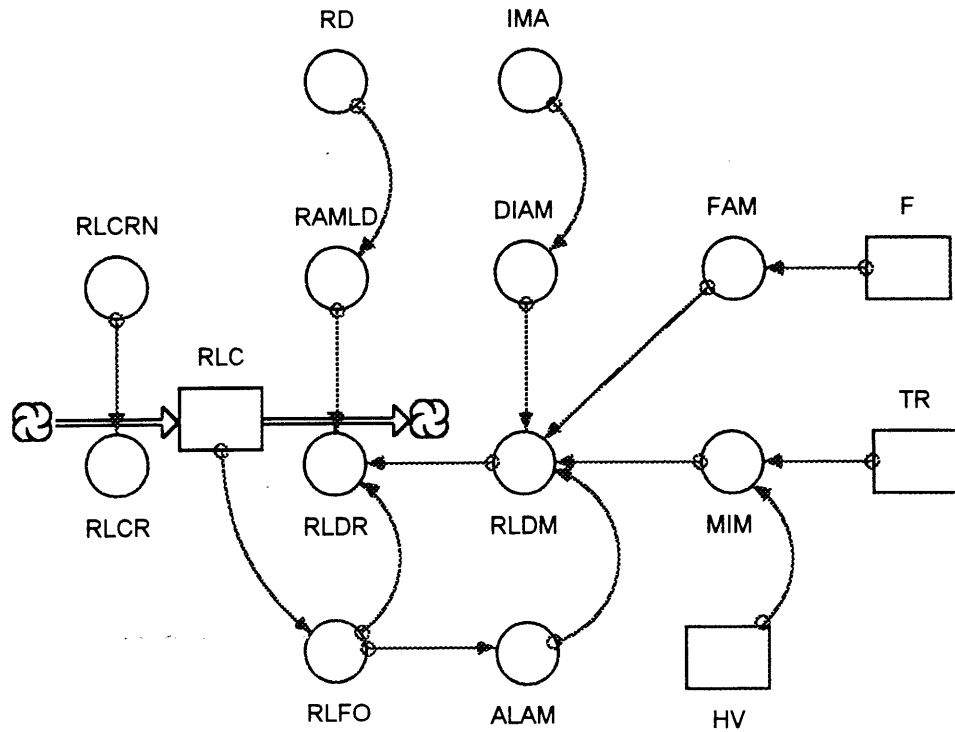 RD
IMA
RLCRN
RAMLD
DIAM
FAM
F
RLC
TR
RLCR
RLDR
RLDM
MIM
RLFO
ALAM
HV